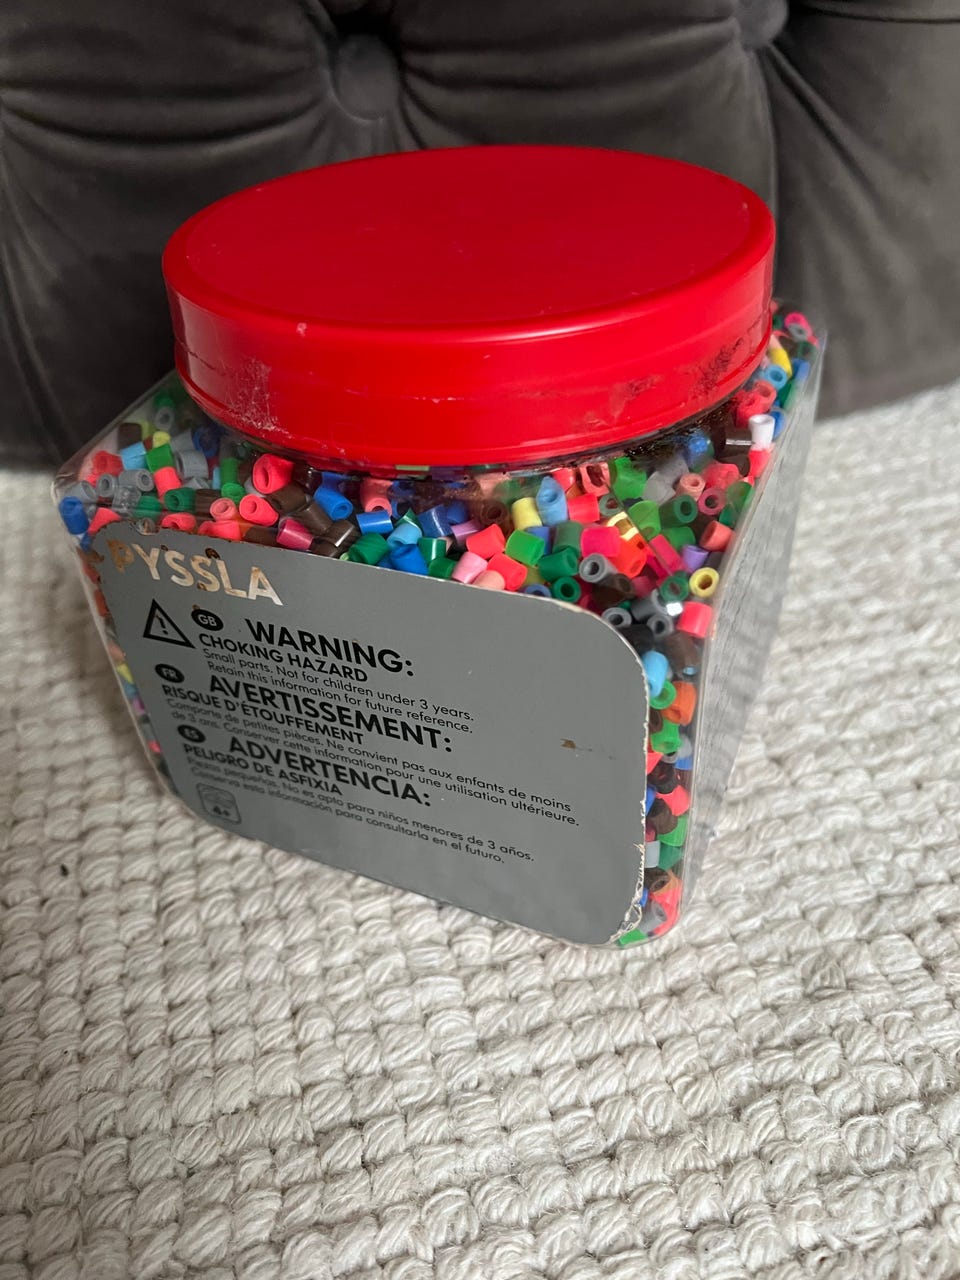 PYSSLA
GB WARNING:
CHOKING HAZARD
Small parts. Not for children under 3 years.
Retain this information for future reference.
FR AVERTISSEMENT:
RISQUE D'ÉTOUFFEMENT
Comporte de petites pièces. Ne convient pas aux enfants de moins
de 3 ans. Conserver cette information pour une utilisation ultérieure.
ES ADVERTENCIA:
PELIGRO DE ASFIXIA
Piezas pequeñas. No es apto para niños menores de 3 años.
Conserva esta información para consultarla en el futuro.